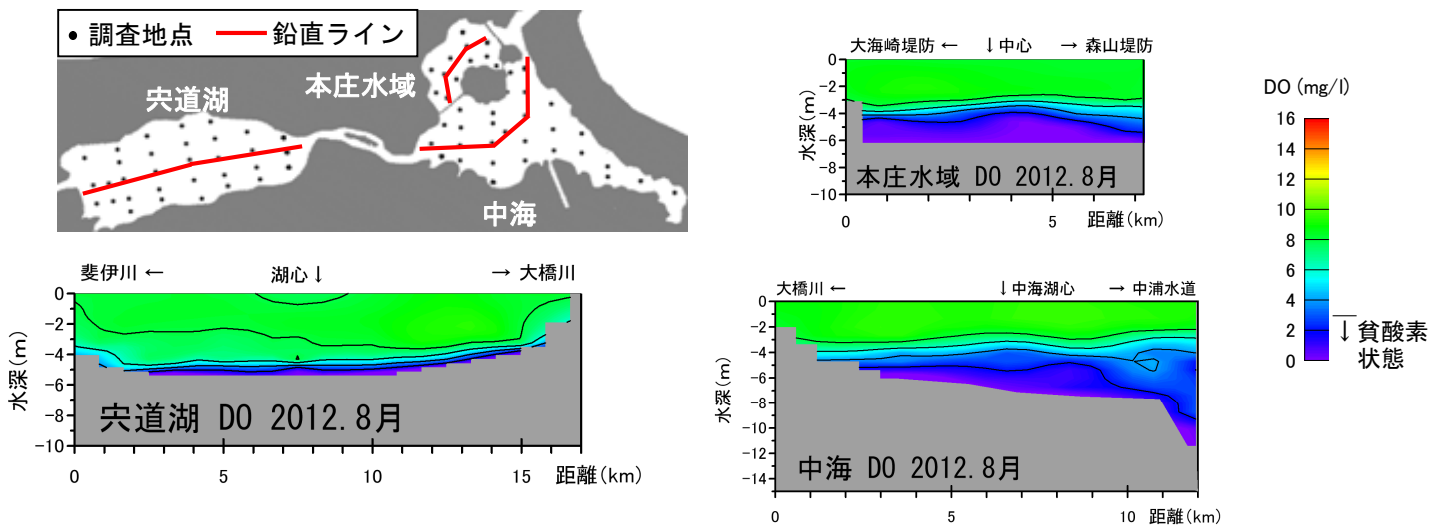 • 調査地点 ━ 鉛直ライン
宍道湖
本庄水域
中海
大海崎堤防 ← ↓中心 → 森山堤防
水深(m)
0
-2
-4
-6
-8
-10
本庄水域 DO 2012.8月
0 5 距離(km)
DO (mg/l)
16
14
12
10
8
6
4
2
0
↓貧酸素
状態
斐伊川 ← 湖心↓ → 大橋川
水深(m)
0
-2
-4
-6
-8
-10
宍道湖 DO 2012.8月
0 5 10 15 距離(km)
大橋川 ← ↓中海湖心 → 中浦水道
水深(m)
0
-2
-4
-6
-8
-10
-12
-14
中海 DO 2012.8月
0 5 10 距離(km)